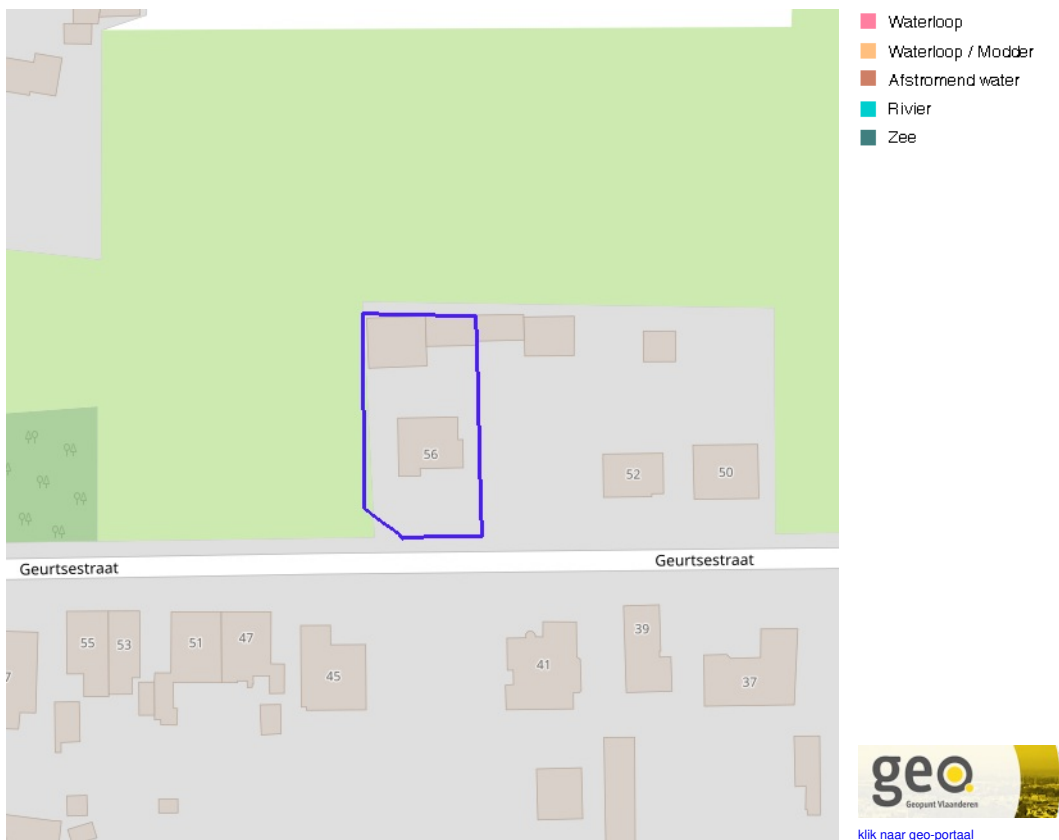 Waterloop
Waterloop / Modder
Afstromend water
Rivier
Zee
56
52
50
Geurtsestraat
Geurtsestraat
55
53
51
47
45
41
39
37
7
geo
Geopunt Vlaanderen
klik naar geo-portaal